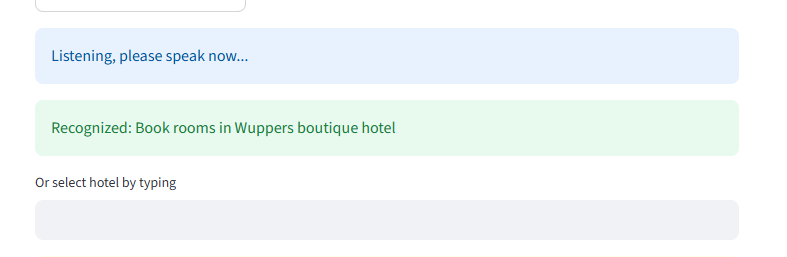 Listening, please speak now...
Recognized: Book rooms in Wuppers boutique hotel
Or select hotel by typing